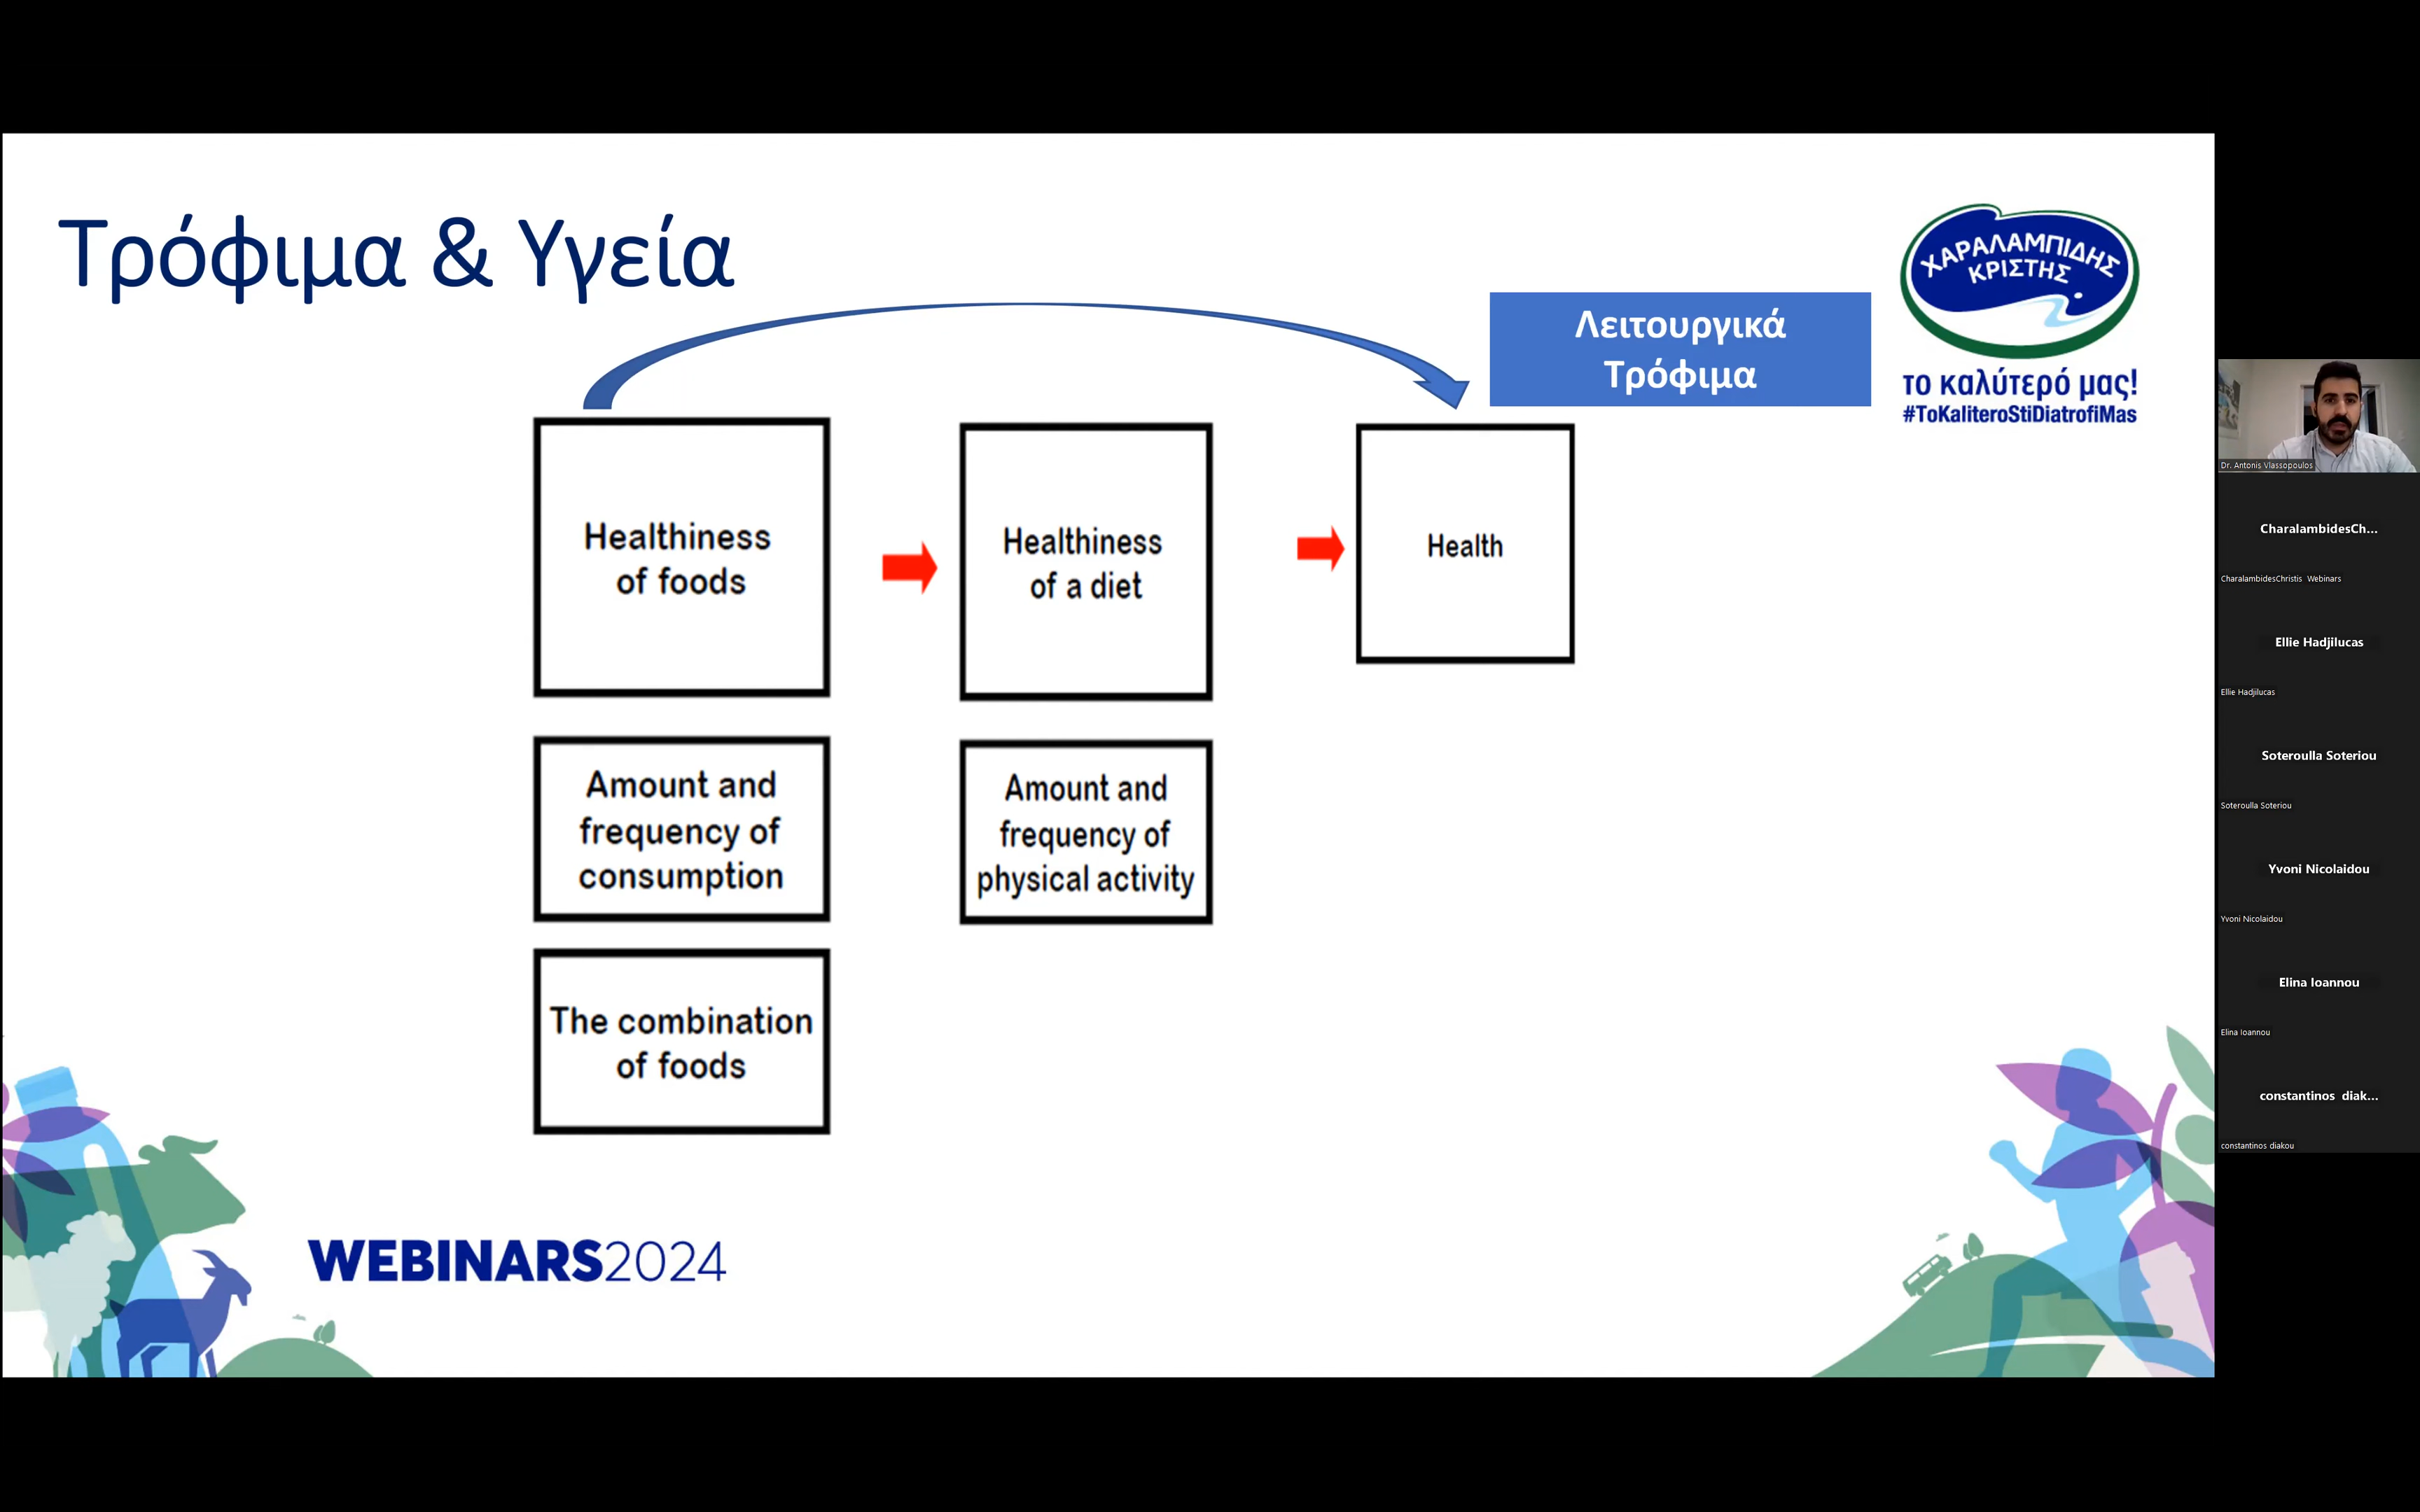 Τρόφιμα & Υγεία
Λειτουργικά
Τρόφιμα
ΧΑΡΑΛΑΜΠΙΔΗΣ
ΚΡΙΣΤΗΣ
το καλύτερό μας!
#ToKaliteroStiDiatrofiMas
Healthiness
of foods
Healthiness
of a diet
Health
Amount and
frequency of
consumption
Amount and
frequency of
physical activity
The combination
of foods
WEBINARS2024
Dr. Antonis Vlassopoulos
CharalambidesCh...
CharalambidesChristis Webinars
Ellie Hadjilucas
Ellie Hadjilucas
Soteroulla Soteriou
Soteroulla Soteriou
Yvoni Nicolaidou
Yvoni Nicolaidou
Elina Ioannou
Elina Ioannou
constantinos diak...
constantinos diakou